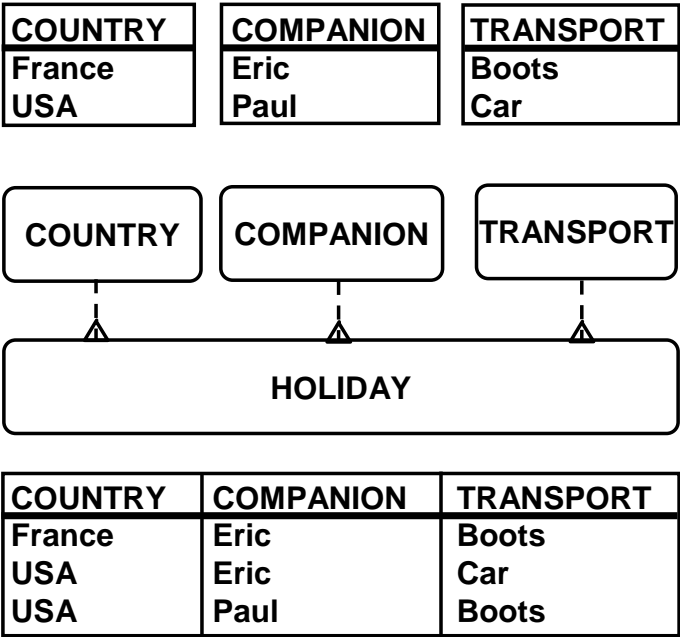 COUNTRY COMPANION TRANSPORT
France Eric Boots
USA Paul Car
COUNTRY COMPANION TRANSPORT
HOLIDAY
COUNTRY COMPANION TRANSPORT
France Eric Boots
USA Eric Car
USA Paul Boots